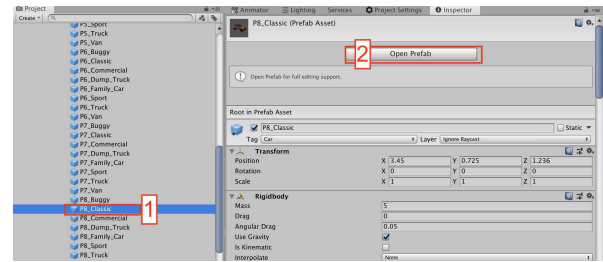 Project
Create
P5_Sport
P5_Truck
P5_Van
P6_Buggy
P6_Classic
P6_Commercial
P6_Dump_Truck
P6_Family_Car
P6_Sport
P6_Truck
P6_Van
P7_Buggy
P7_Classic
P7_Commercial
P7_Dump_Truck
P7_Family_Car
P7_Sport
P7_Truck
P7_Van
P8_Buggy
P8_Classic
1
P8_Commercial
P8_Dump_Truck
P8_Family_Car
P8_Sport
P8_Truck
Animator Lighting Services Project Settings Inspector
P8_Classic (Prefab Asset)
2 Open Prefab
Open Prefab for full editing support.
Root in Prefab Asset
P8_Classic Static
Tag Car Layer Ignore Raycast
Transform
Position X 3.45 Y 0.725 Z 1.236
Rotation X 0 Y 0 Z 0
Scale X 1 Y 1 Z 1
Rigidbody
Mass 5
Drag 0
Angular Drag 0.05
Use Gravity
Is Kinematic
Interpolate None